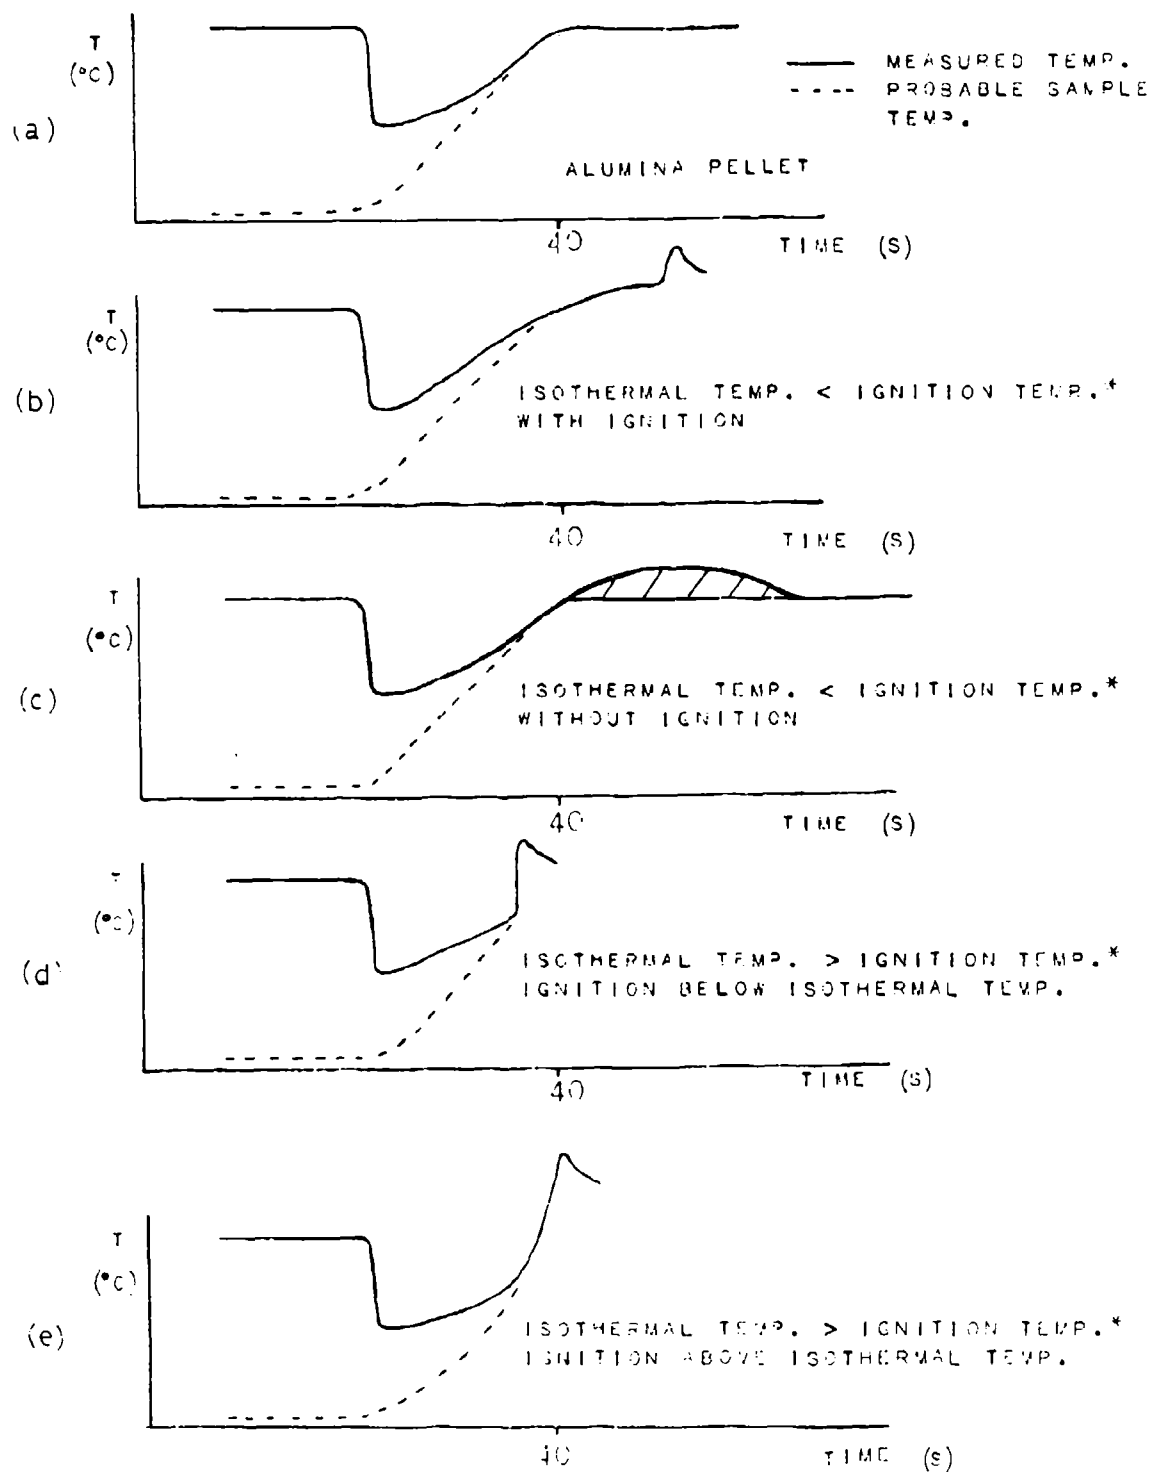 T
(°C)
(a)
MEASURED TEMP.
PROBABLE SAMPLE
TEMP.
ALUMINA PELLET
40
TIME (S)
T
(°C)
(b)
ISOTHERMAL TEMP. < IGNITION TEMP.*
WITH IGNITION
40
TIME (S)
T
(°C)
(c)
ISOTHERMAL TEMP. < IGNITION TEMP.*
WITHOUT IGNITION
40
TIME (S)
T
(°C)
(d)
ISOTHERMAL TEMP. > IGNITION TEMP.*
IGNITION BELOW ISOTHERMAL TEMP.
40
TIME (S)
T
(°C)
(e)
ISOTHERMAL TEMP. > IGNITION TEMP.*
IGNITION ABOVE ISOTHERMAL TEMP.
40
TIME (S)